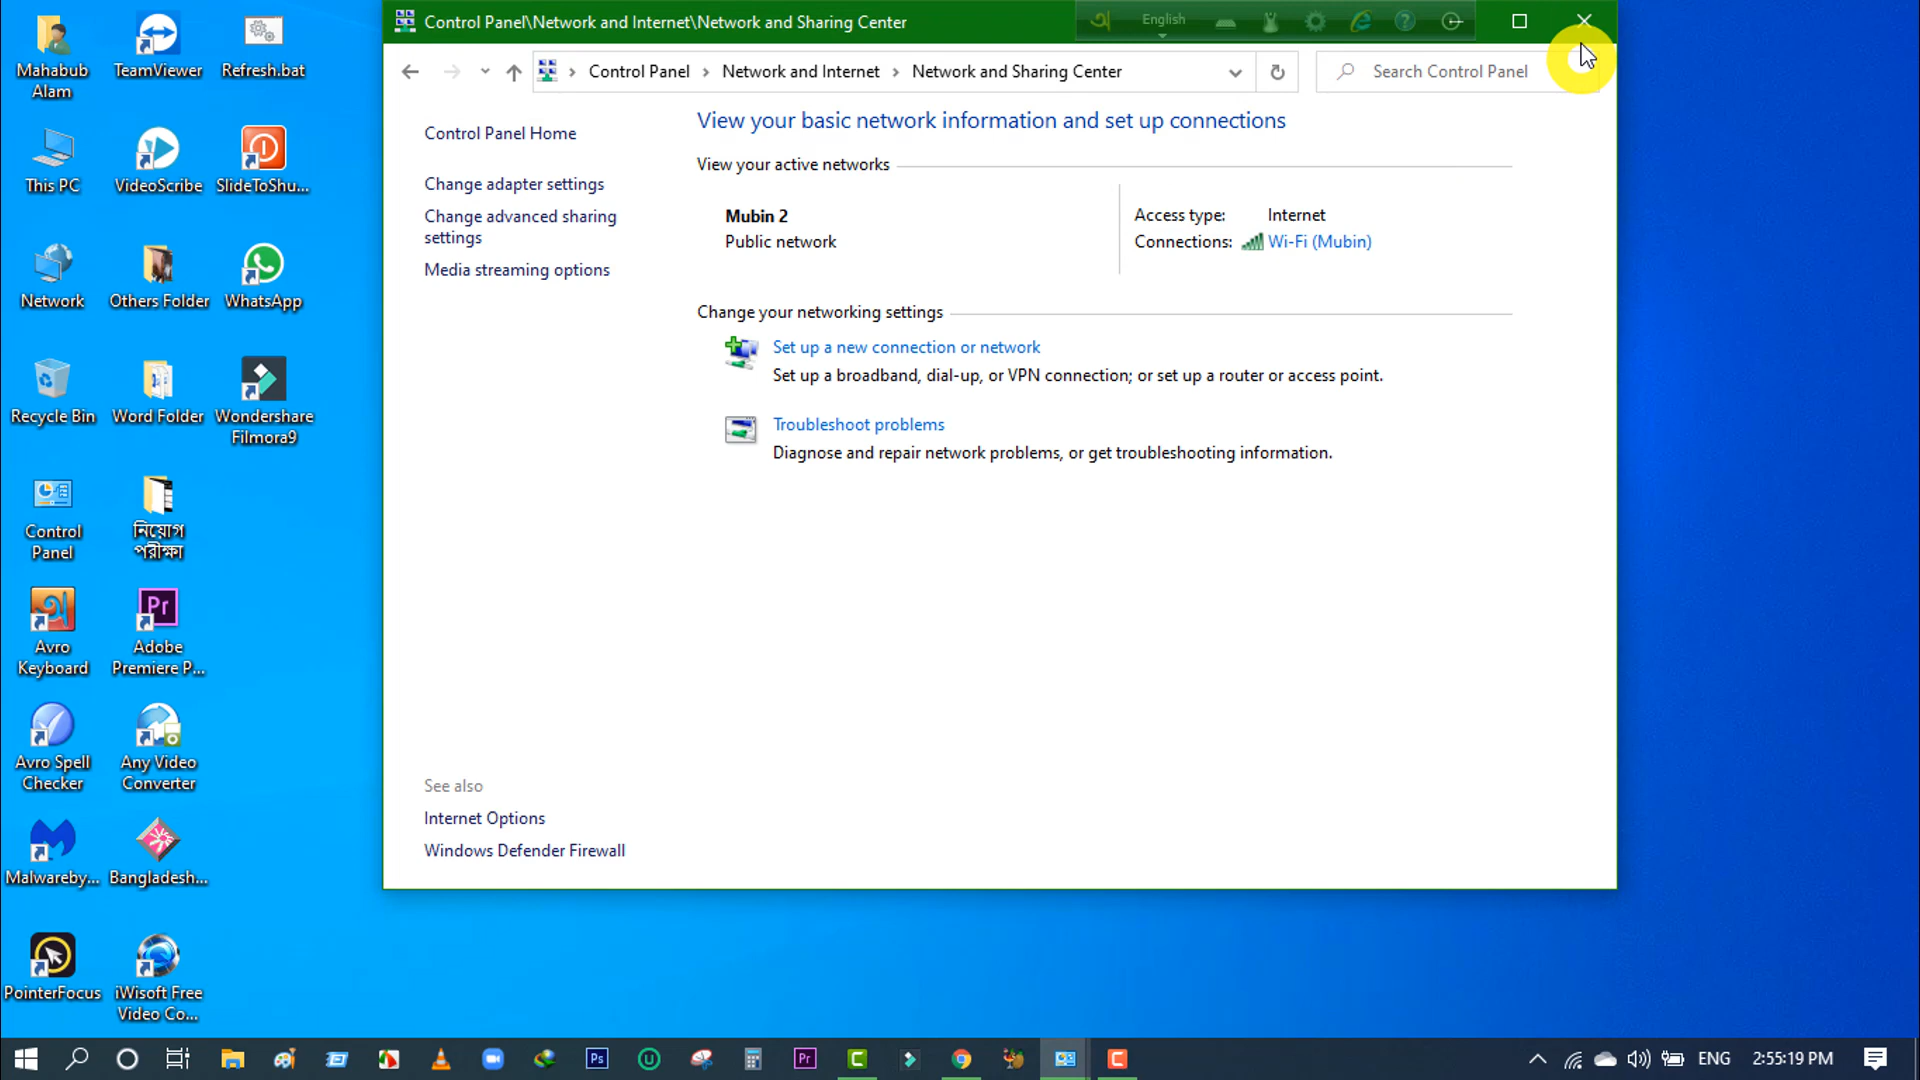 Control Panel\Network and Internet\Network and Sharing Center
English
Control Panel
Network and Internet
Network and Sharing Center
Search Control Panel
Control Panel Home
Change adapter settings
Change advanced sharing
settings
Media streaming options
View your basic network information and set up connections
View your active networks
Mubin 2
Public network
Access type: Internet
Connections: Wi-Fi (Mubin)
Change your networking settings
Set up a new connection or network
Set up a broadband, dial-up, or VPN connection; or set up a router or access point.
Troubleshoot problems
Diagnose and repair network problems, or get troubleshooting information.
See also
Internet Options
Windows Defender Firewall
Mahabub
Alam
TeamViewer
Refresh.bat
This PC
VideoScribe
SlideToShu...
Network
Others Folder
WhatsApp
Recycle Bin
Word Folder
Wondershare
Filmora9
Control
Panel
নিয়োগ
পরীক্ষা
Avro
Keyboard
Pr
Adobe
Premiere P...
Avro Spell
Checker
Any Video
Converter
Malwareby...
Bangladesh...
PointerFocus
iWisoft Free
Video Co...
Ps
Pr
ENG
2:55:19 PM